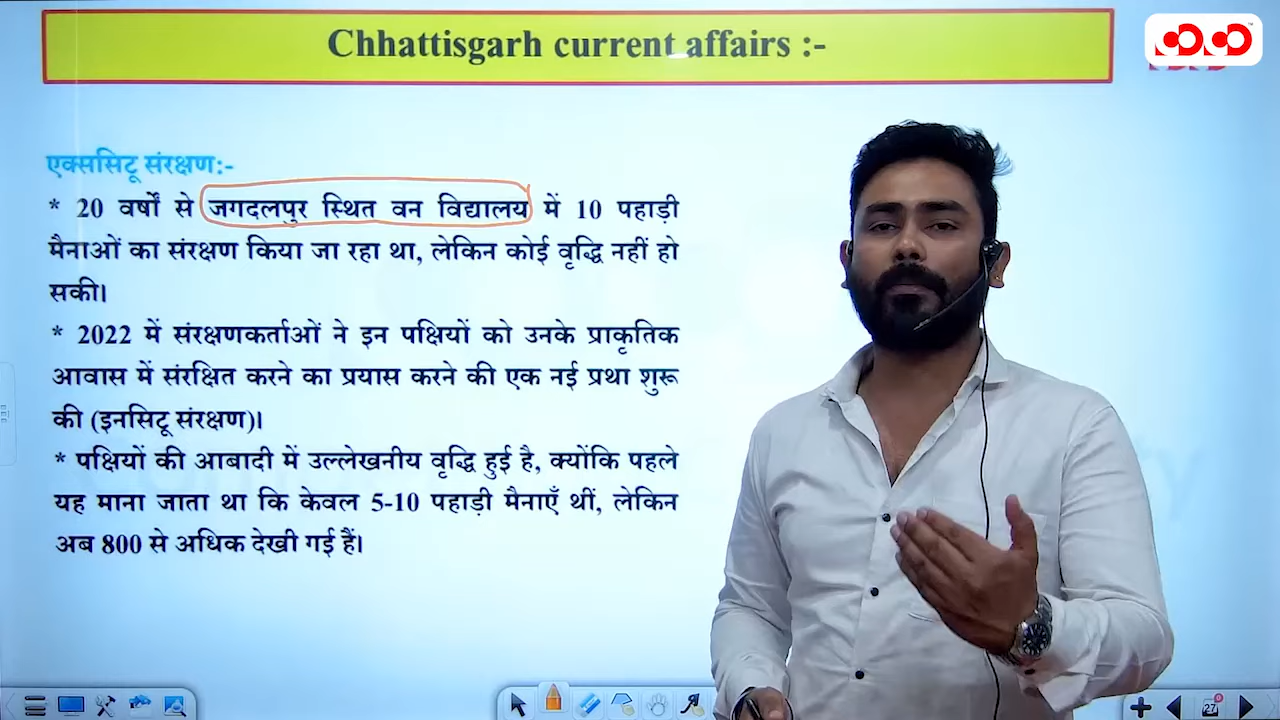 Chhattisgarh current affairs :-
एक्ससिटू संरक्षण:-
* 20 वर्षों से जगदलपुर स्थित वन विद्यालय में 10 पहाड़ी
मैनाओं का संरक्षण किया जा रहा था, लेकिन कोई वृद्धि नहीं हो
सकी।
* 2022 में संरक्षणकर्ताओं ने इन पक्षियों को उनके प्राकृतिक
आवास में संरक्षित करने का प्रयास करने की एक नई प्रथा शुरू
की (इनसिटू संरक्षण)।
* पक्षियों की आबादी में उल्लेखनीय वृद्धि हुई है, क्योंकि पहले
यह माना जाता था कि केवल 5-10 पहाड़ी मैनाएँ थीं, लेकिन
अब 800 से अधिक देखी गई हैं।
27